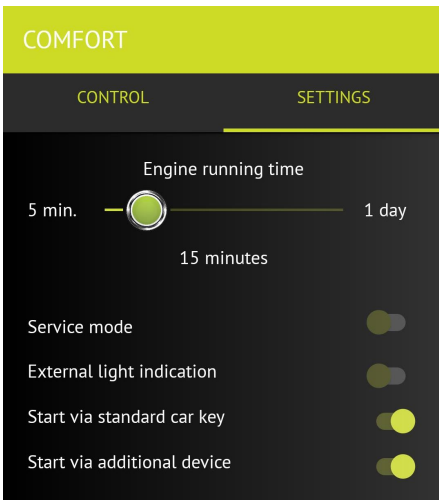 COMFORT
CONTROL SETTINGS
Engine running time
5 min. 1 day
15 minutes
Service mode
External light indication
Start via standard car key
Start via additional device